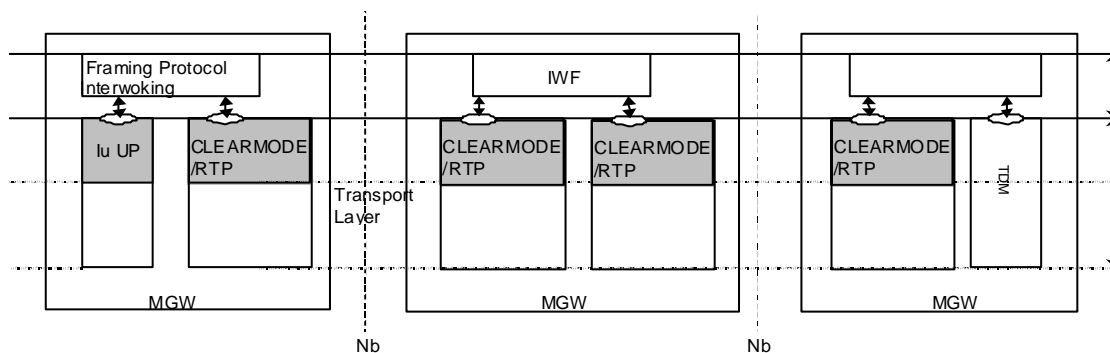 Framing Protocol
Interwoking
IWF
Iu UP
CLEARMODE
/RTP
CLEARMODE
/RTP
CLEARMODE
/RTP
CLEARMODE
/RTP
TDM
Transport
Layer
MGW
MGW
MGW
Nb
Nb